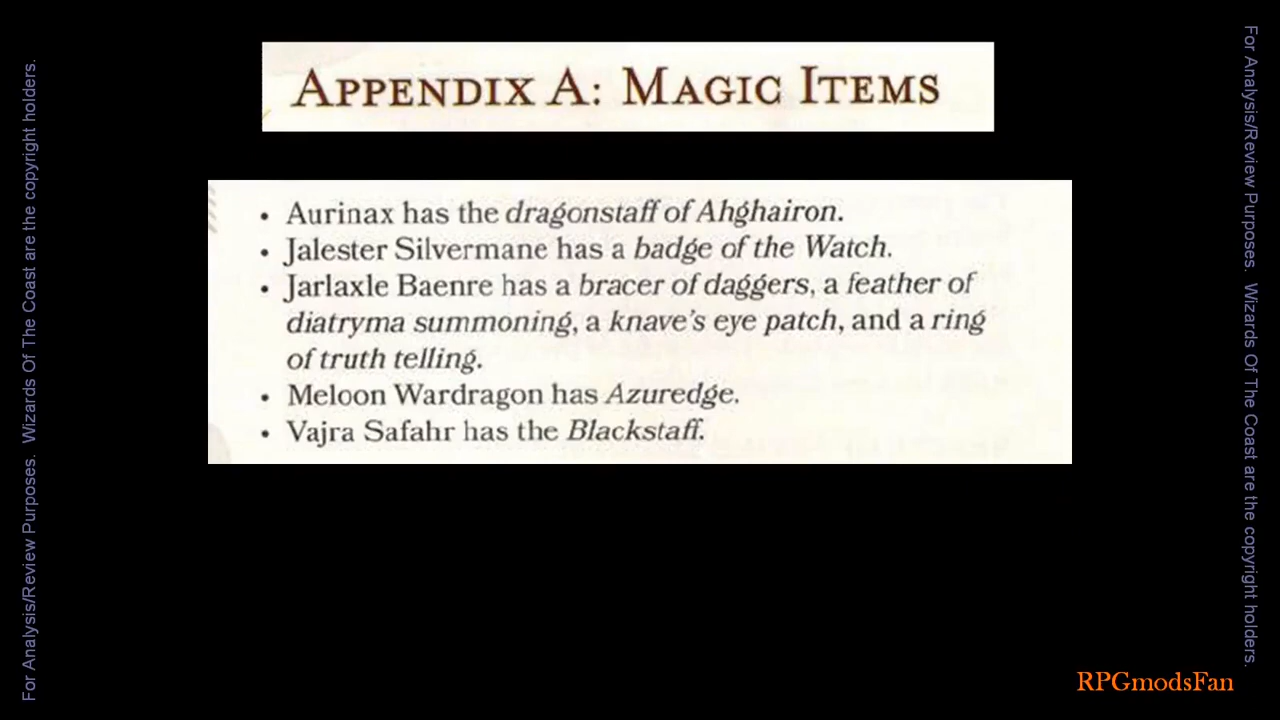 APPENDIX A: MAGIC ITEMS
• Aurinax has the dragonstaff of Ahghairon.
• Jalester Silvermane has a badge of the Watch.
• Jarlaxle Baenre has a bracer of daggers, a feather of
diatryma summoning, a knave's eye patch, and a ring
of truth telling.
• Meloon Wardragon has Azuredge.
• Vajra Safahr has the Blackstaff.
For Analysis/Review Purposes. Wizards Of The Coast are the copyright holders.
For Analysis/Review Purposes. Wizards Of The Coast are the copyright holders.
RPGmodsFan